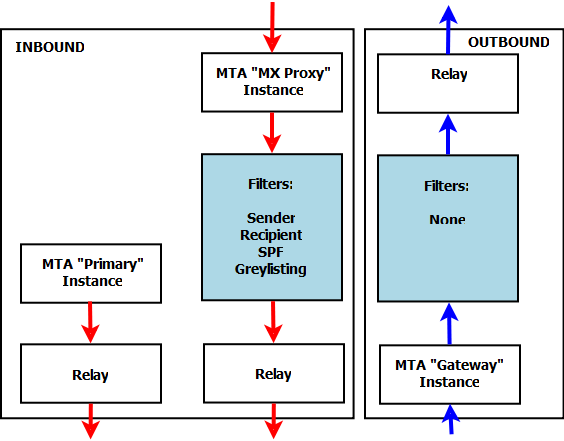 INBOUND
MTA "MX Proxy"
Instance
Filters:
Sender
Recipient
SPF
Greylisting
MTA "Primary"
Instance
Relay
Relay
OUTBOUND
Relay
Filters:
None
MTA "Gateway"
Instance